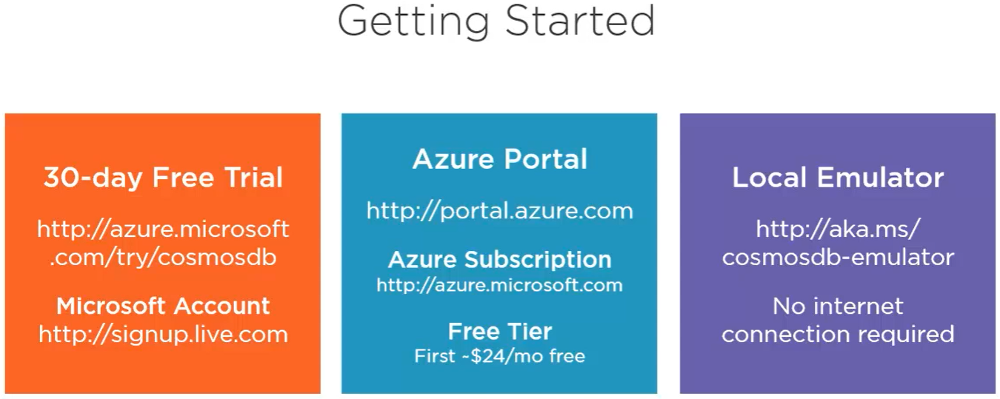 Getting Started
30-day Free Trial
http://azure.microsoft
.com/try/cosmosdb
Microsoft Account
http://signup.live.com
Azure Portal
http://portal.azure.com
Azure Subscription
http://azure.microsoft.com
Free Tier
First ~$24/mo free
Local Emulator
http://aka.ms/
cosmosdb-emulator
No internet
connection required